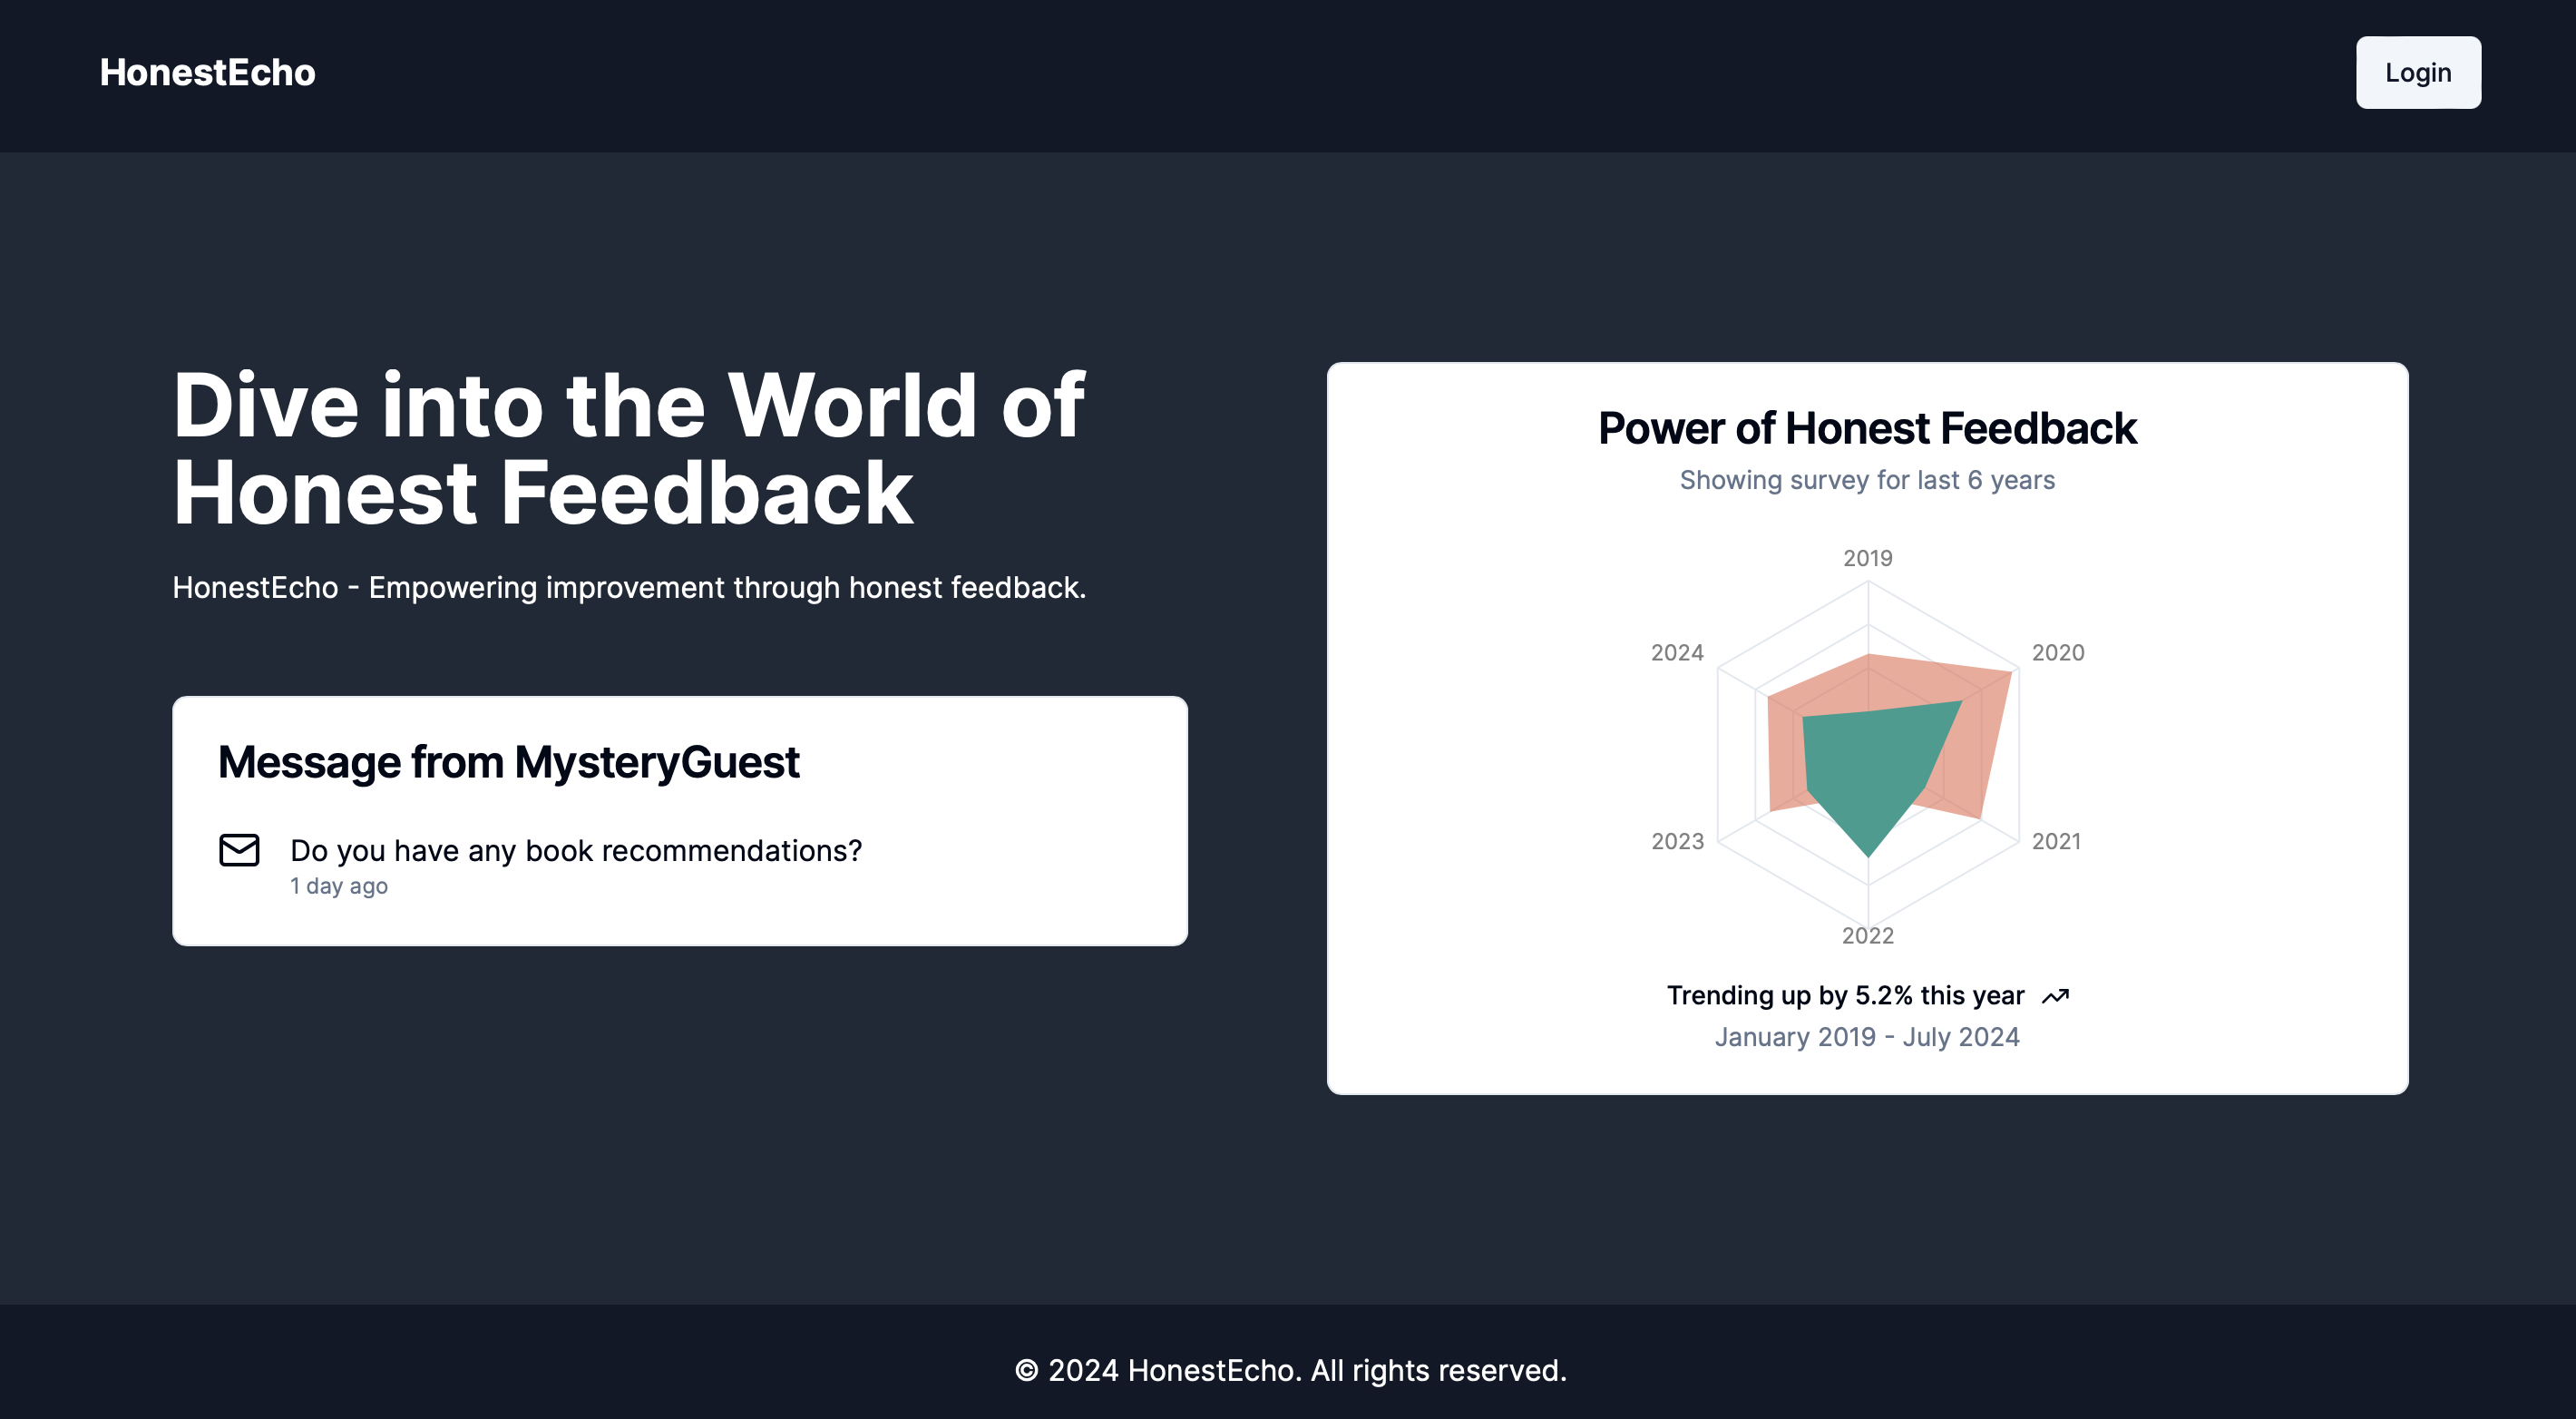 HonestEcho
Login
Dive into the World of
Honest Feedback
HonestEcho - Empowering improvement through honest feedback.
Message from MysteryGuest
Do you have any book recommendations?
1 day ago
Power of Honest Feedback
Showing survey for last 6 years
2019
2024
2020
2023
2021
2022
Trending up by 5.2% this year
January 2019 - July 2024
© 2024 HonestEcho. All rights reserved.